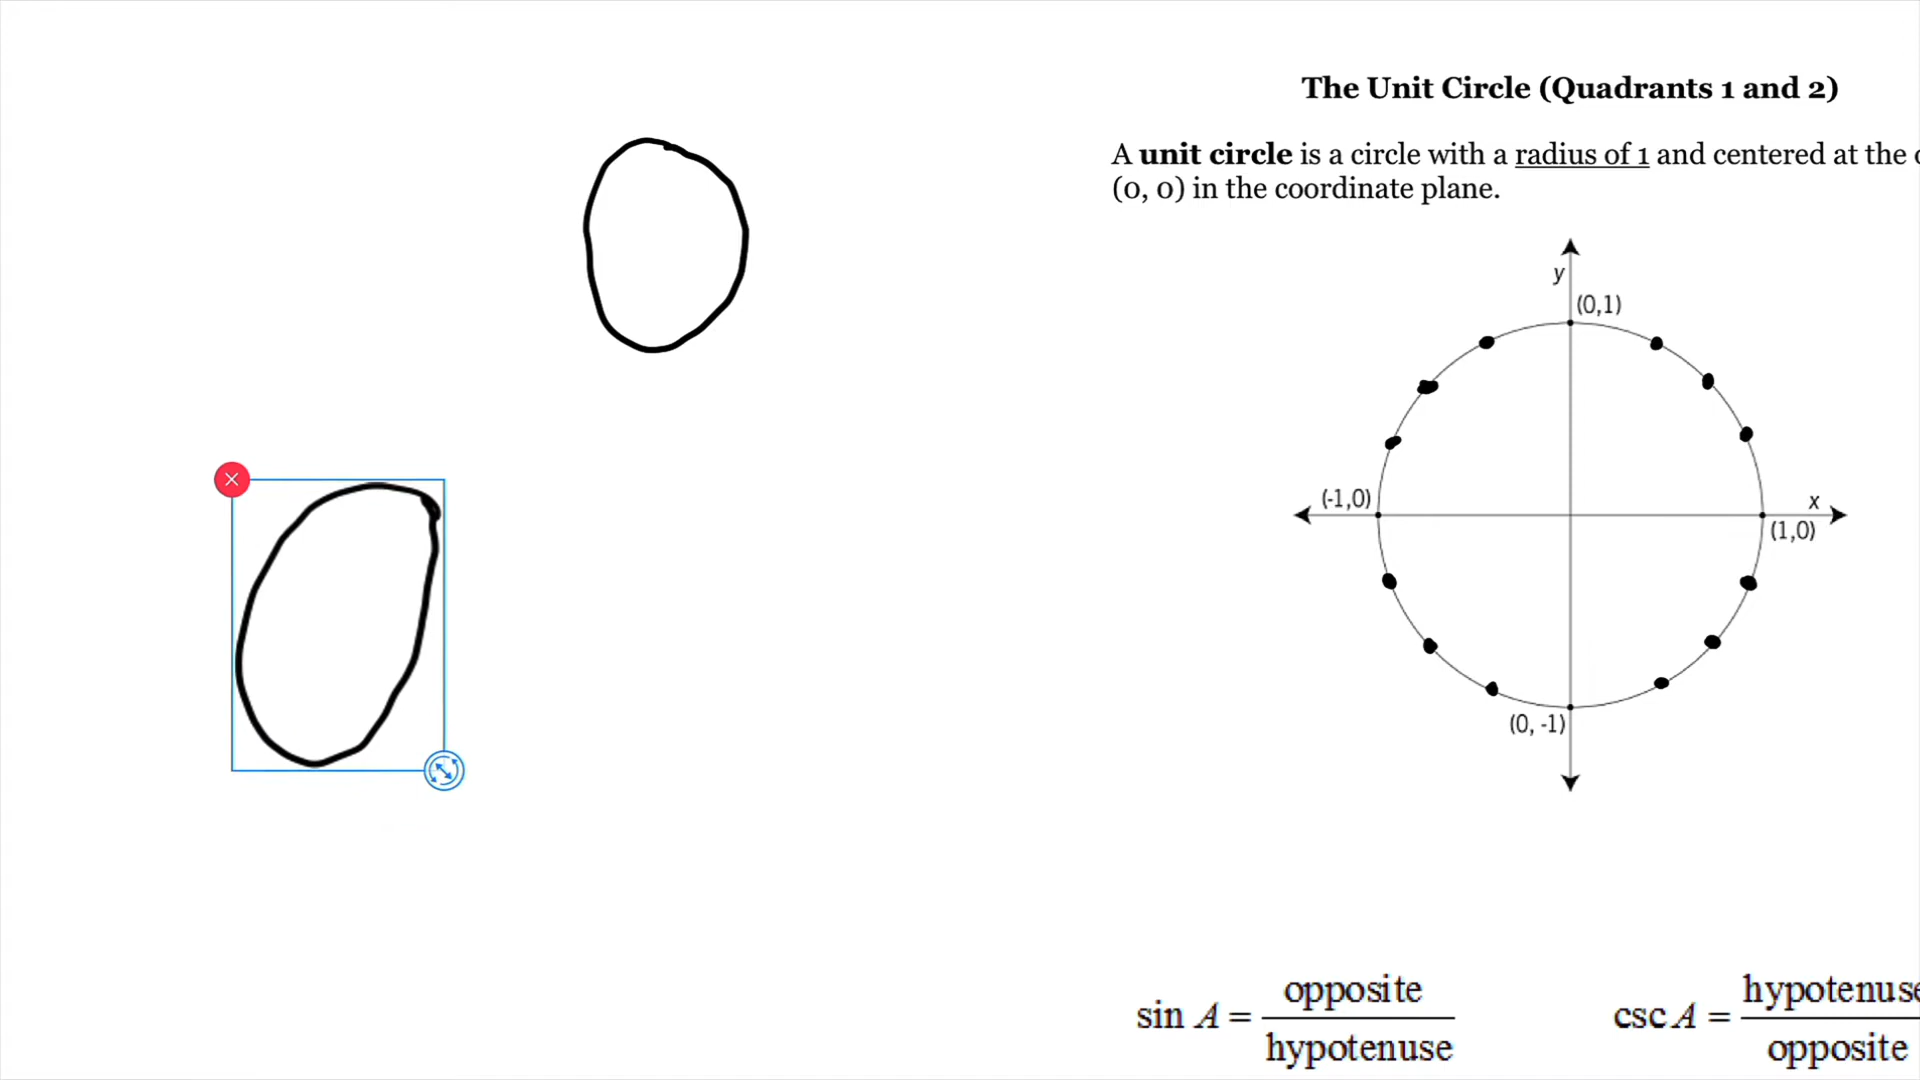 The Unit Circle (Quadrants 1 and 2)
A unit circle is a circle with a radius of 1 and centered at the
(0, 0) in the coordinate plane.
y
(0,1)
(-1,0)
x
(1,0)
(0, -1)
sin A = opposite / hypotenuse
csc A = hypotenuse / opposite